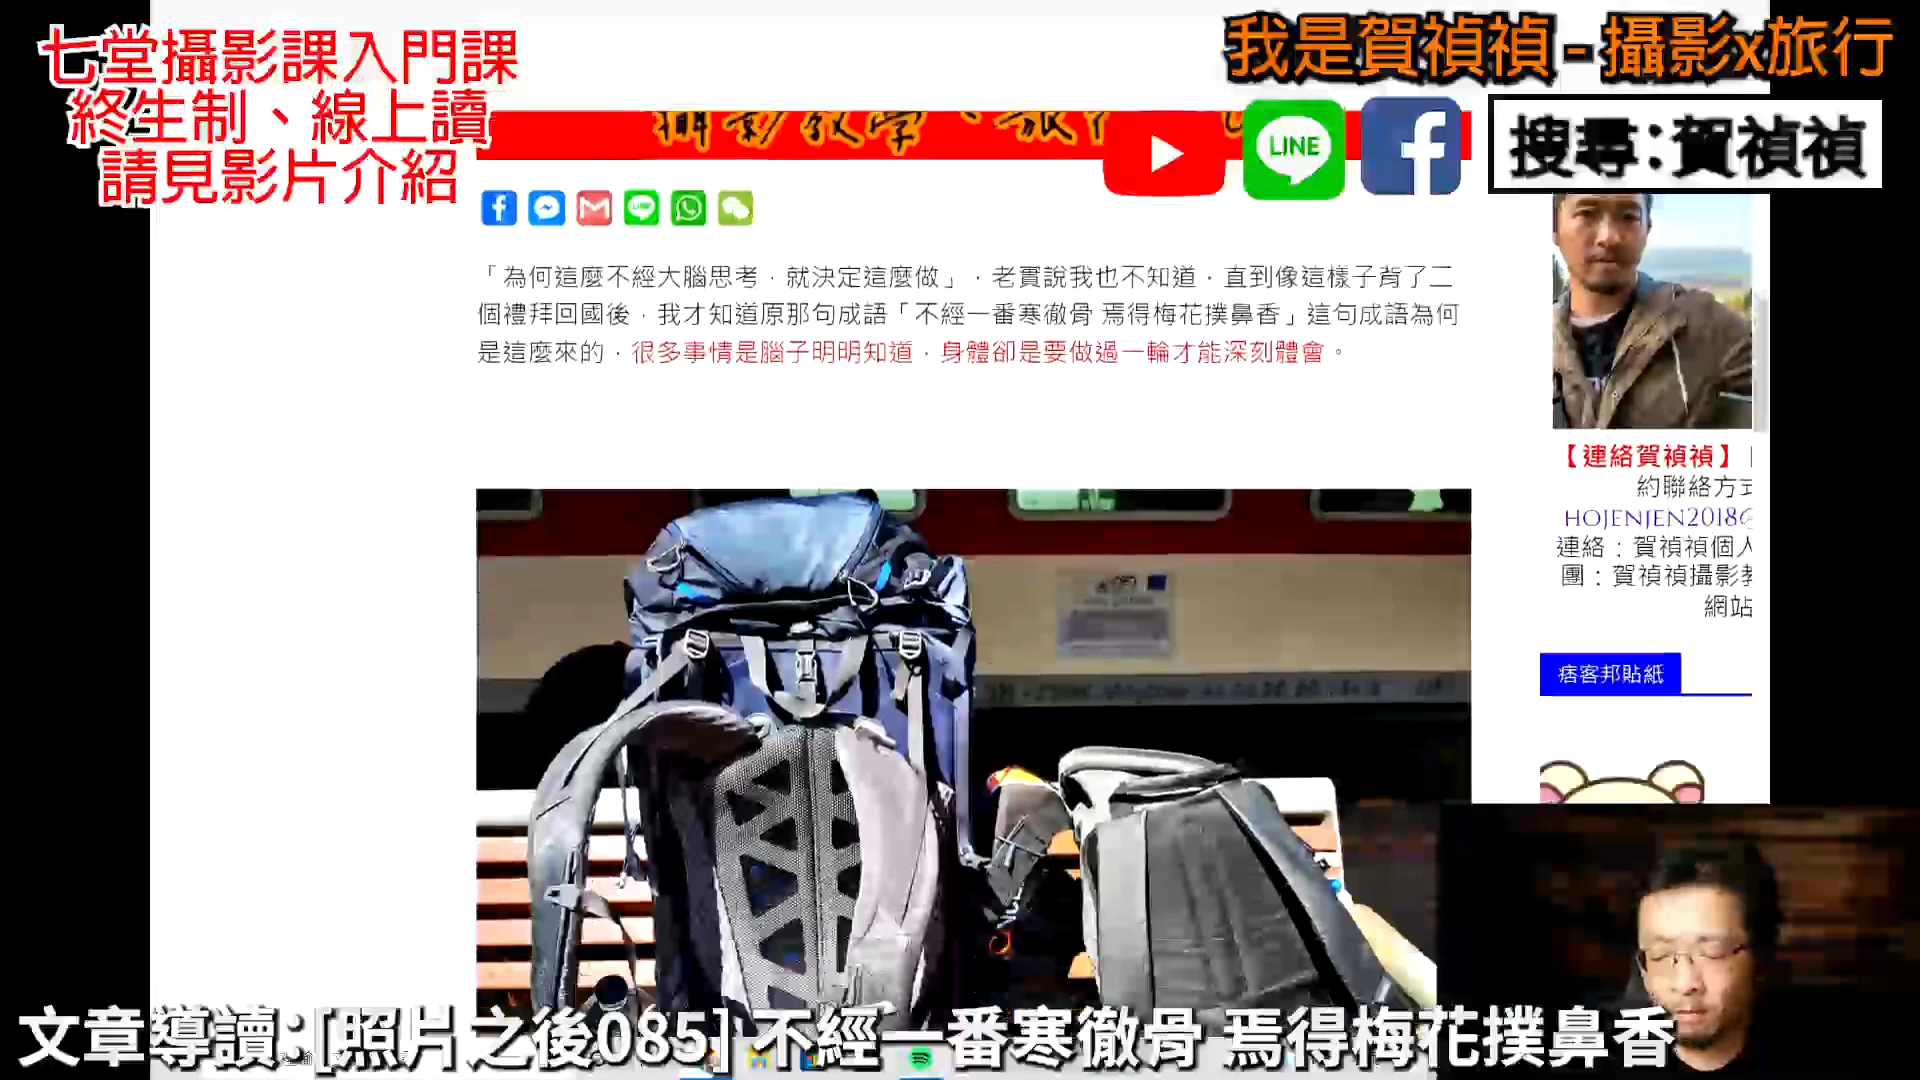 七堂攝影課入門課
終生制、線上讀
請見影片介紹
我是賀禎禎-攝影x旅行
搜尋:賀禎禎
LINE
「為何這麼不經大腦思考，就決定這麼做」，老實說我也不知道，直到像這樣子背了二
個禮拜回國後，我才知道原那句成語「不經一番寒徹骨 焉得梅花撲鼻香」這句成語為何
是這麼來的，很多事情是腦子明明知道，身體卻是要做過一輪才能深刻體會。
【連絡賀禎禎】
約聯絡方式
HOJENJEN2018@
連絡：賀禎禎個人
團：賀禎禎攝影教
網站
痞客邦貼紙
文章導讀:[照片之後085] 不經一番寒徹骨 焉得梅花撲鼻香